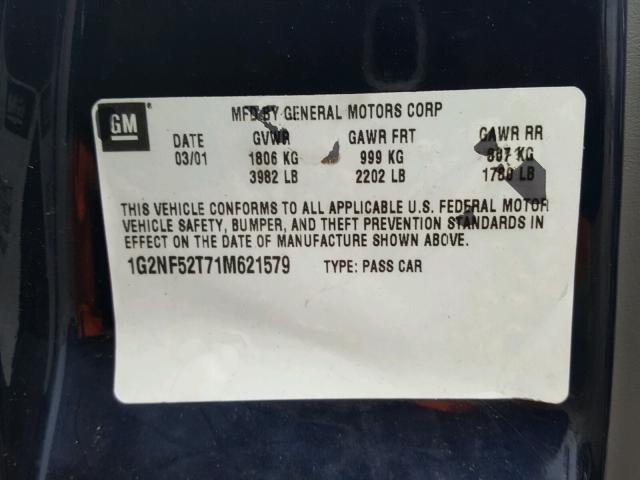 GM MFD BY GENERAL MOTORS CORP
DATE GVWR GAWR FRT GAWR RR
03/01 1806 KG 999 KG 807 KG
3982 LB 2202 LB 1780 LB
THIS VEHICLE CONFORMS TO ALL APPLICABLE U.S. FEDERAL MOTOR
VEHICLE SAFETY, BUMPER, AND THEFT PREVENTION STANDARDS IN
EFFECT ON THE DATE OF MANUFACTURE SHOWN ABOVE.
1G2NF52T71M621579 TYPE: PASS CAR